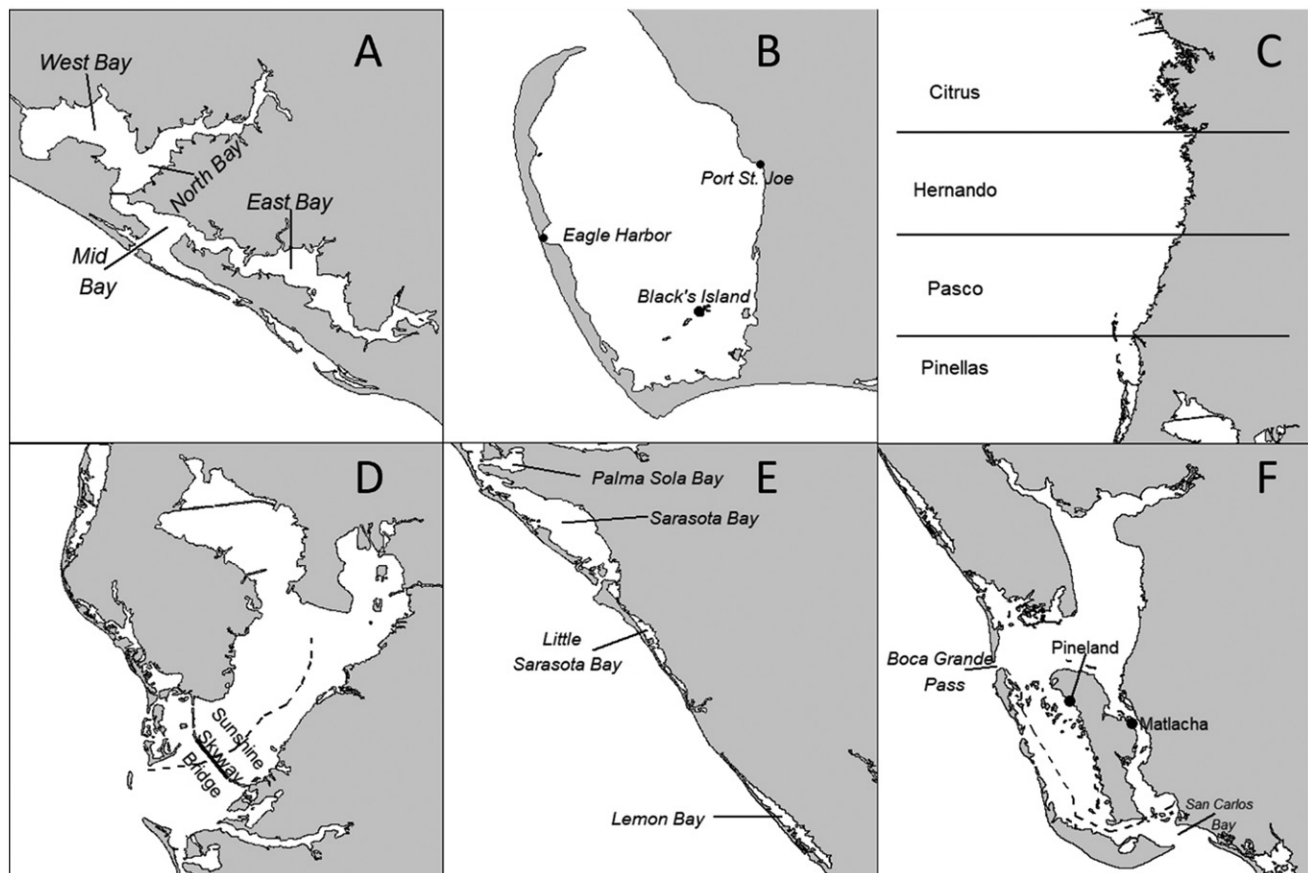 A
West Bay
North Bay
East Bay
Mid
Bay
B
Port St. Joe
Eagle Harbor
Black's Island
C
Citrus
Hernando
Pasco
Pinellas
D
Sunshine
Skyway
Bridge
E
Palma Sola Bay
Sarasota Bay
Little
Sarasota Bay
Lemon Bay
F
Boca Grande
Pass
Pineland
Matlacha
San Carlos
Bay